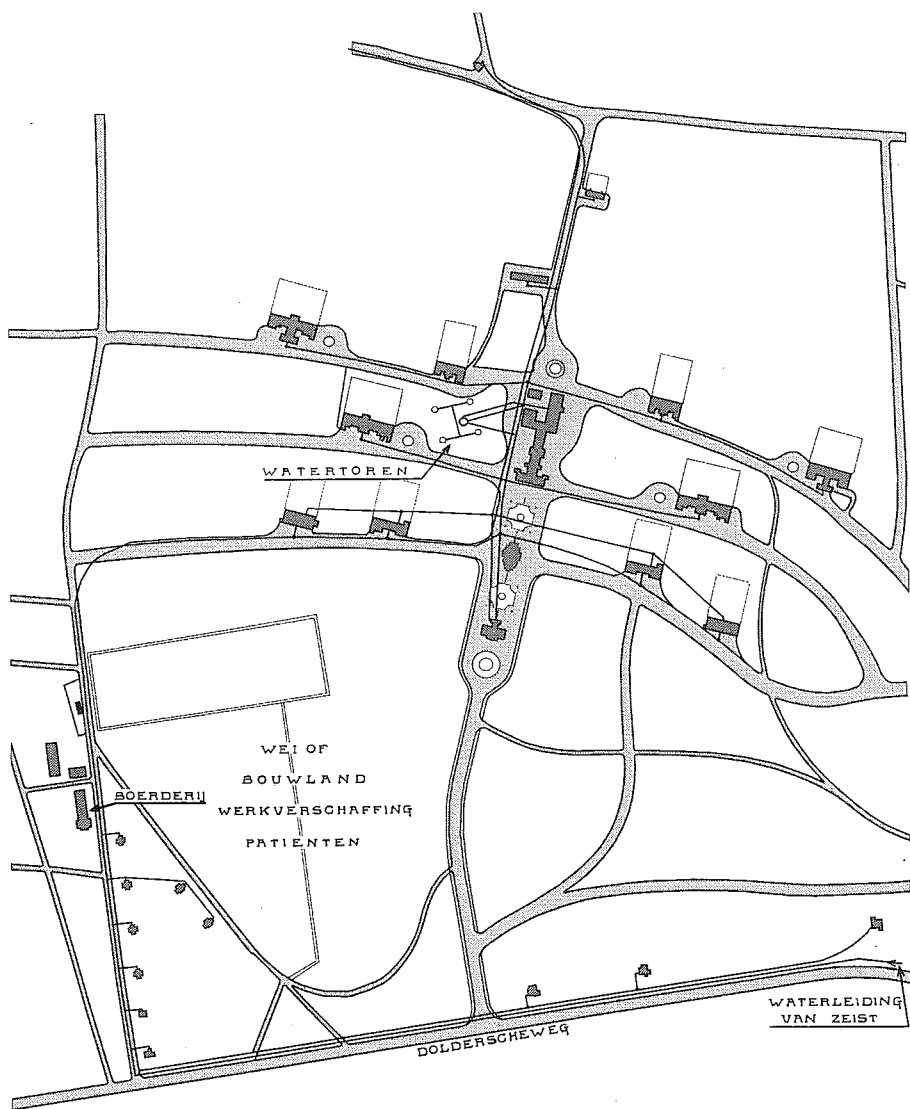 WATERTOREN
WEI OF
BOUWLAND
WERKVERSCHAFFING
PATIENTEN
BOERDERIJ
WATERLEIDING
VAN ZEIST
DOLDERSCHEWEG